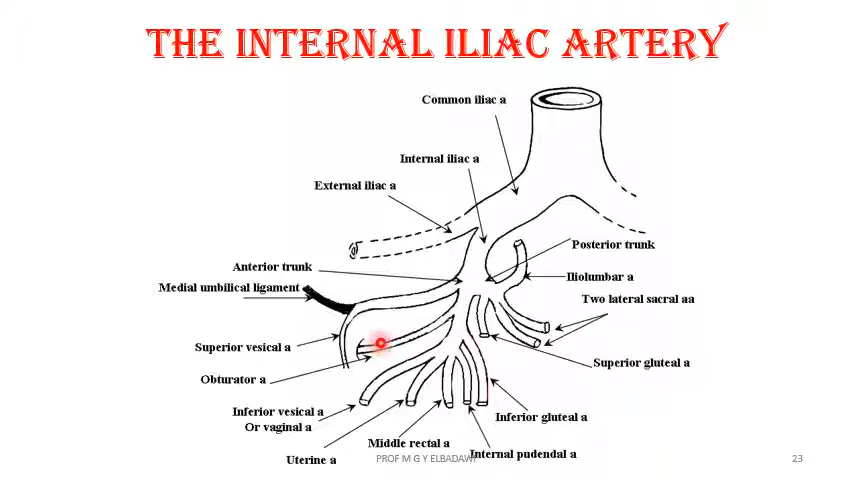 THE INTERNAL ILIAC ARTERY
Common iliac a
Internal iliac a
External iliac a
Posterior trunk
Anterior trunk
Iliolumbar a
Medial umbilical ligament
Two lateral sacral aa
Superior vesical a
Superior gluteal a
Obturator a
Inferior vesical a
Or vaginal a
Inferior gluteal a
Middle rectal a
Internal pudendal a
Uterine a
PROF M G Y ELBADAWY
23